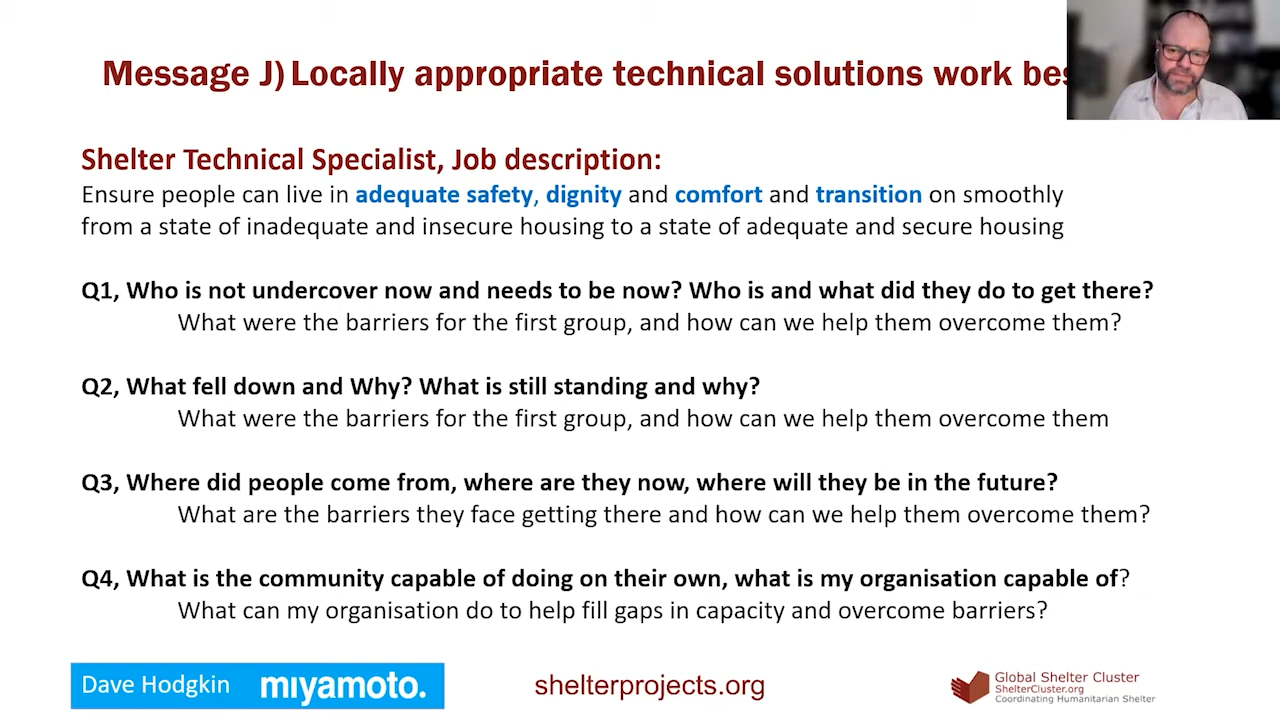 Message J) Locally appropriate technical solutions work bes
Shelter Technical Specialist, Job description:
Ensure people can live in adequate safety, dignity and comfort and transition on smoothly
from a state of inadequate and insecure housing to a state of adequate and secure housing
Q1, Who is not undercover now and needs to be now? Who is and what did they do to get there?
What were the barriers for the first group, and how can we help them overcome them?
Q2, What fell down and Why? What is still standing and why?
What were the barriers for the first group, and how can we help them overcome them
Q3, Where did people come from, where are they now, where will they be in the future?
What are the barriers they face getting there and how can we help them overcome them?
Q4, What is the community capable of doing on their own, what is my organisation capable of?
What can my organisation do to help fill gaps in capacity and overcome barriers?
Dave Hodgkin miyamoto.
shelterprojects.org
Global Shelter Cluster
ShelterCluster.org
Coordinating Humanitarian Shelter